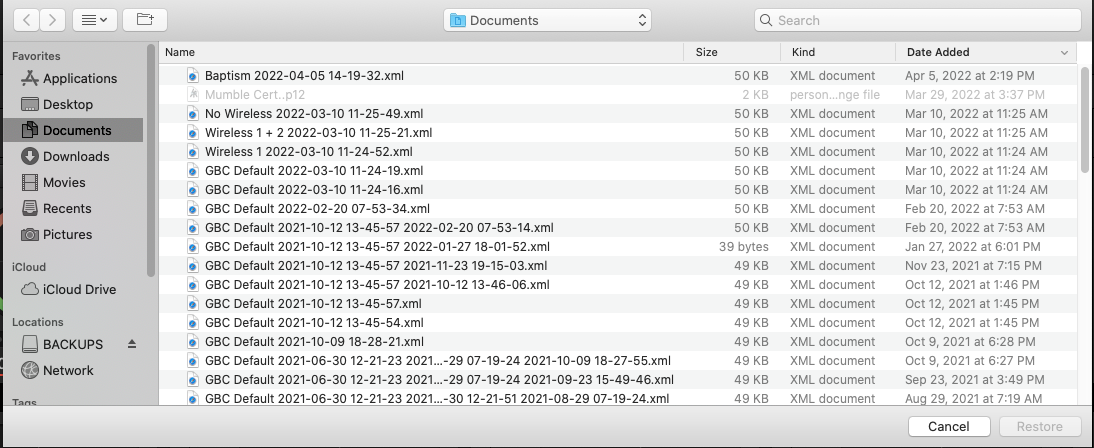 Documents
Search
Favorites
Applications
Desktop
Documents
Downloads
Movies
Recents
Pictures
iCloud
iCloud Drive
Locations
BACKUPS
Network
Tags
Name Size Kind Date Added
Baptism 2022-04-05 14-19-32.xml 50 KB XML document Apr 5, 2022 at 2:19 PM
Mumble Cert..p12 2 KB person...nge file Mar 29, 2022 at 3:37 PM
No Wireless 2022-03-10 11-25-49.xml 50 KB XML document Mar 10, 2022 at 11:25 AM
Wireless 1 + 2 2022-03-10 11-25-21.xml 50 KB XML document Mar 10, 2022 at 11:25 AM
Wireless 1 2022-03-10 11-24-52.xml 50 KB XML document Mar 10, 2022 at 11:24 AM
GBC Default 2022-03-10 11-24-19.xml 50 KB XML document Mar 10, 2022 at 11:24 AM
GBC Default 2022-03-10 11-24-16.xml 50 KB XML document Mar 10, 2022 at 11:24 AM
GBC Default 2022-02-20 07-53-34.xml 50 KB XML document Feb 20, 2022 at 7:53 AM
GBC Default 2021-10-12 13-45-57 2022-02-20 07-53-14.xml 50 KB XML document Feb 20, 2022 at 7:53 AM
GBC Default 2021-10-12 13-45-57 2022-01-27 18-01-52.xml 39 bytes XML document Jan 27, 2022 at 6:01 PM
GBC Default 2021-10-12 13-45-57 2021-11-23 19-15-03.xml 49 KB XML document Nov 23, 2021 at 7:15 PM
GBC Default 2021-10-12 13-45-57 2021-10-12 13-46-06.xml 49 KB XML document Oct 12, 2021 at 1:46 PM
GBC Default 2021-10-12 13-45-57.xml 49 KB XML document Oct 12, 2021 at 1:45 PM
GBC Default 2021-10-12 13-45-54.xml 49 KB XML document Oct 12, 2021 at 1:45 PM
GBC Default 2021-10-09 18-28-21.xml 49 KB XML document Oct 9, 2021 at 6:28 PM
GBC Default 2021-06-30 12-21-23 2021...-29 07-19-24 2021-10-09 18-27-55.xml 49 KB XML document Oct 9, 2021 at 6:27 PM
GBC Default 2021-06-30 12-21-23 2021...-29 07-19-24 2021-09-23 15-49-46.xml 49 KB XML document Sep 23, 2021 at 3:49 PM
GBC Default 2021-06-30 12-21-23 2021...-30 12-21-51 2021-08-29 07-19-24.xml 49 KB XML document Aug 29, 2021 at 7:19 AM
Cancel Restore